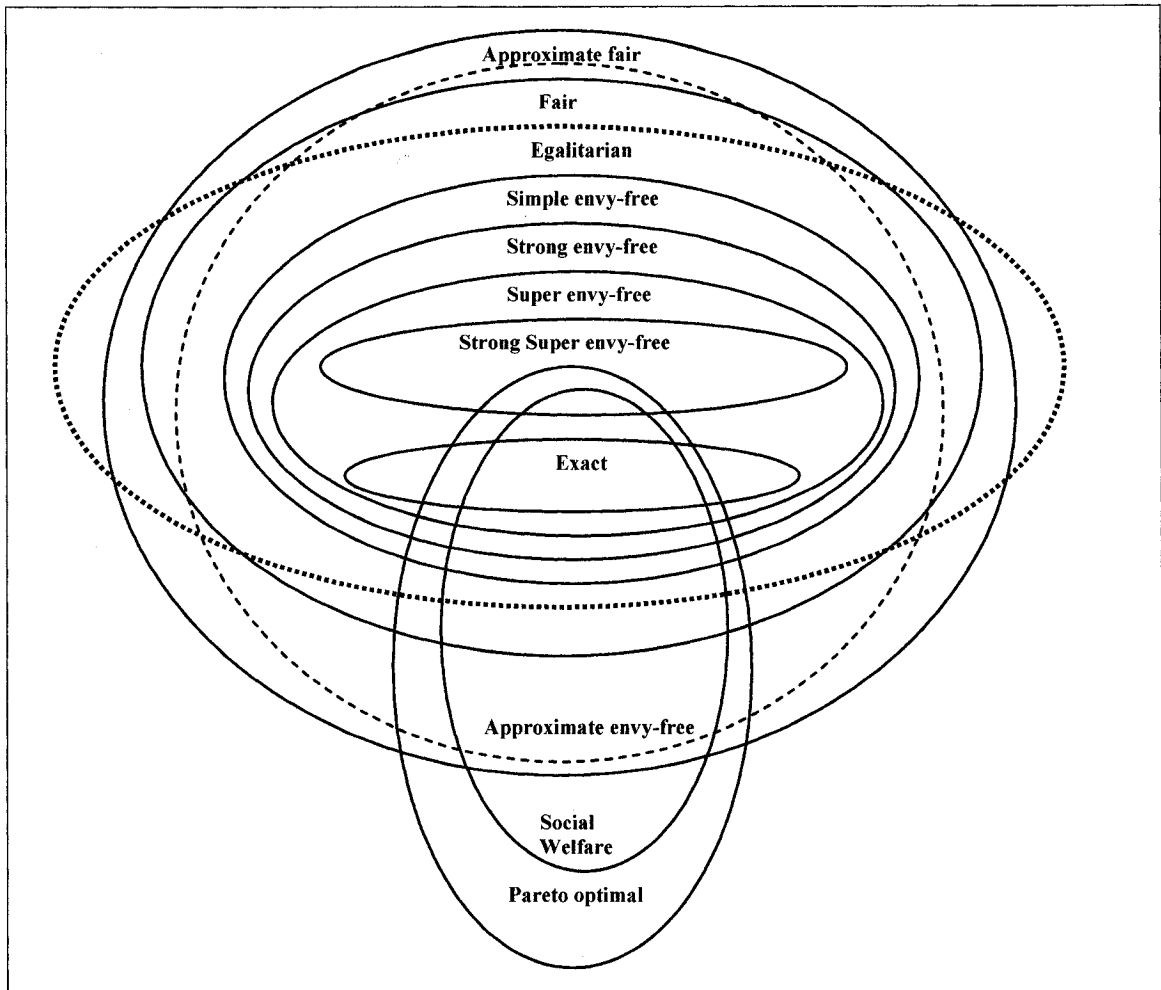 Approximate fair
Fair
Egalitarian
Simple envy-free
Strong envy-free
Super envy-free
Strong Super envy-free
Exact
Approximate envy-free
Social
Welfare
Pareto optimal